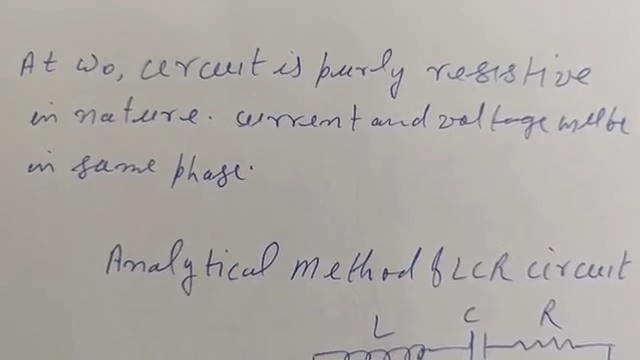 At ω₀, circuit is purly resistive
in nature. current and voltage will be
in same phase.
Analytical method of LCR circuit
L C R